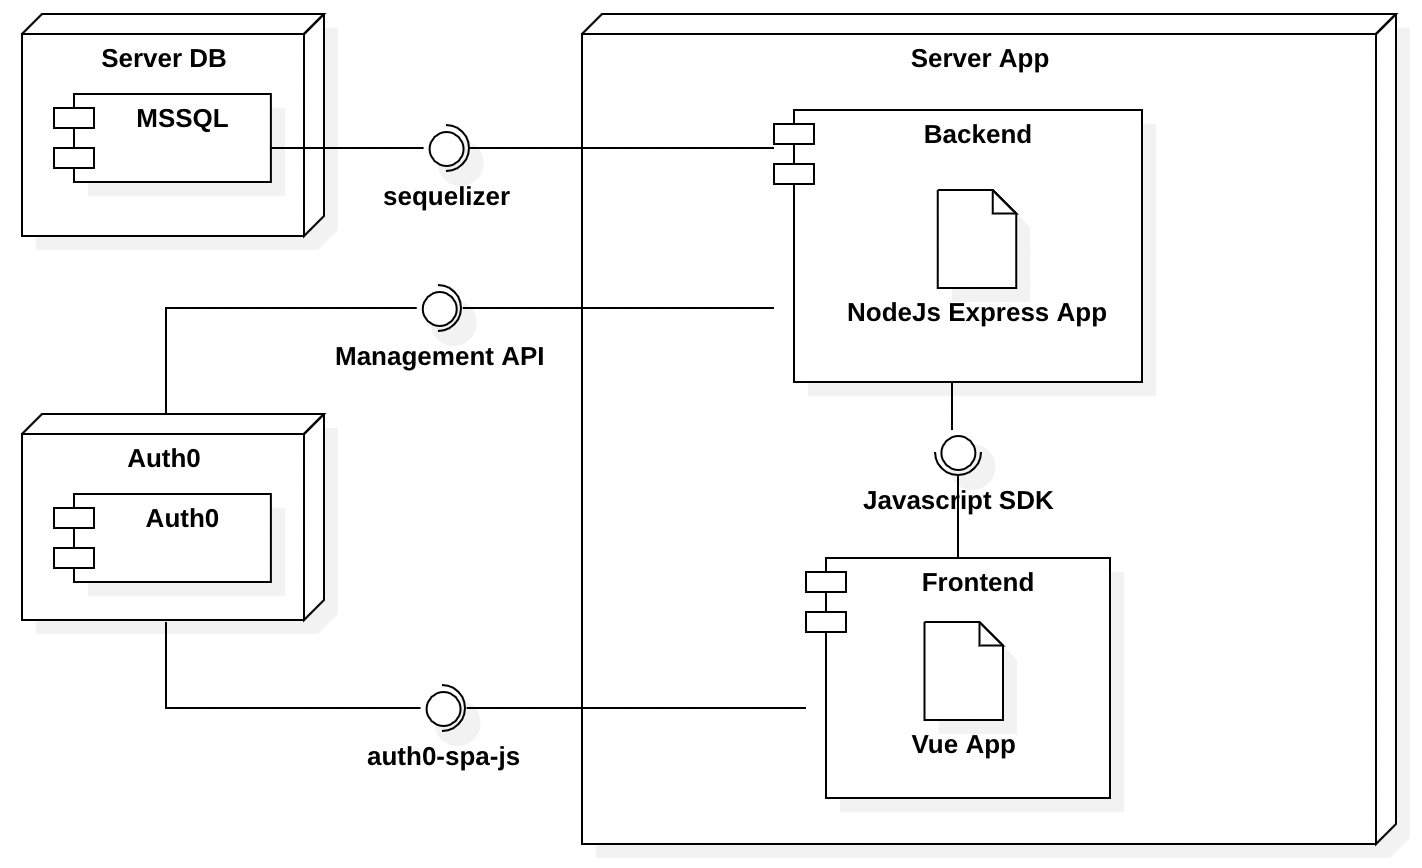 Server DB
MSSQL
sequelizer
Server App
Backend
NodeJs Express App
Management API
Auth0
Auth0
Javascript SDK
Frontend
Vue App
auth0-spa-js